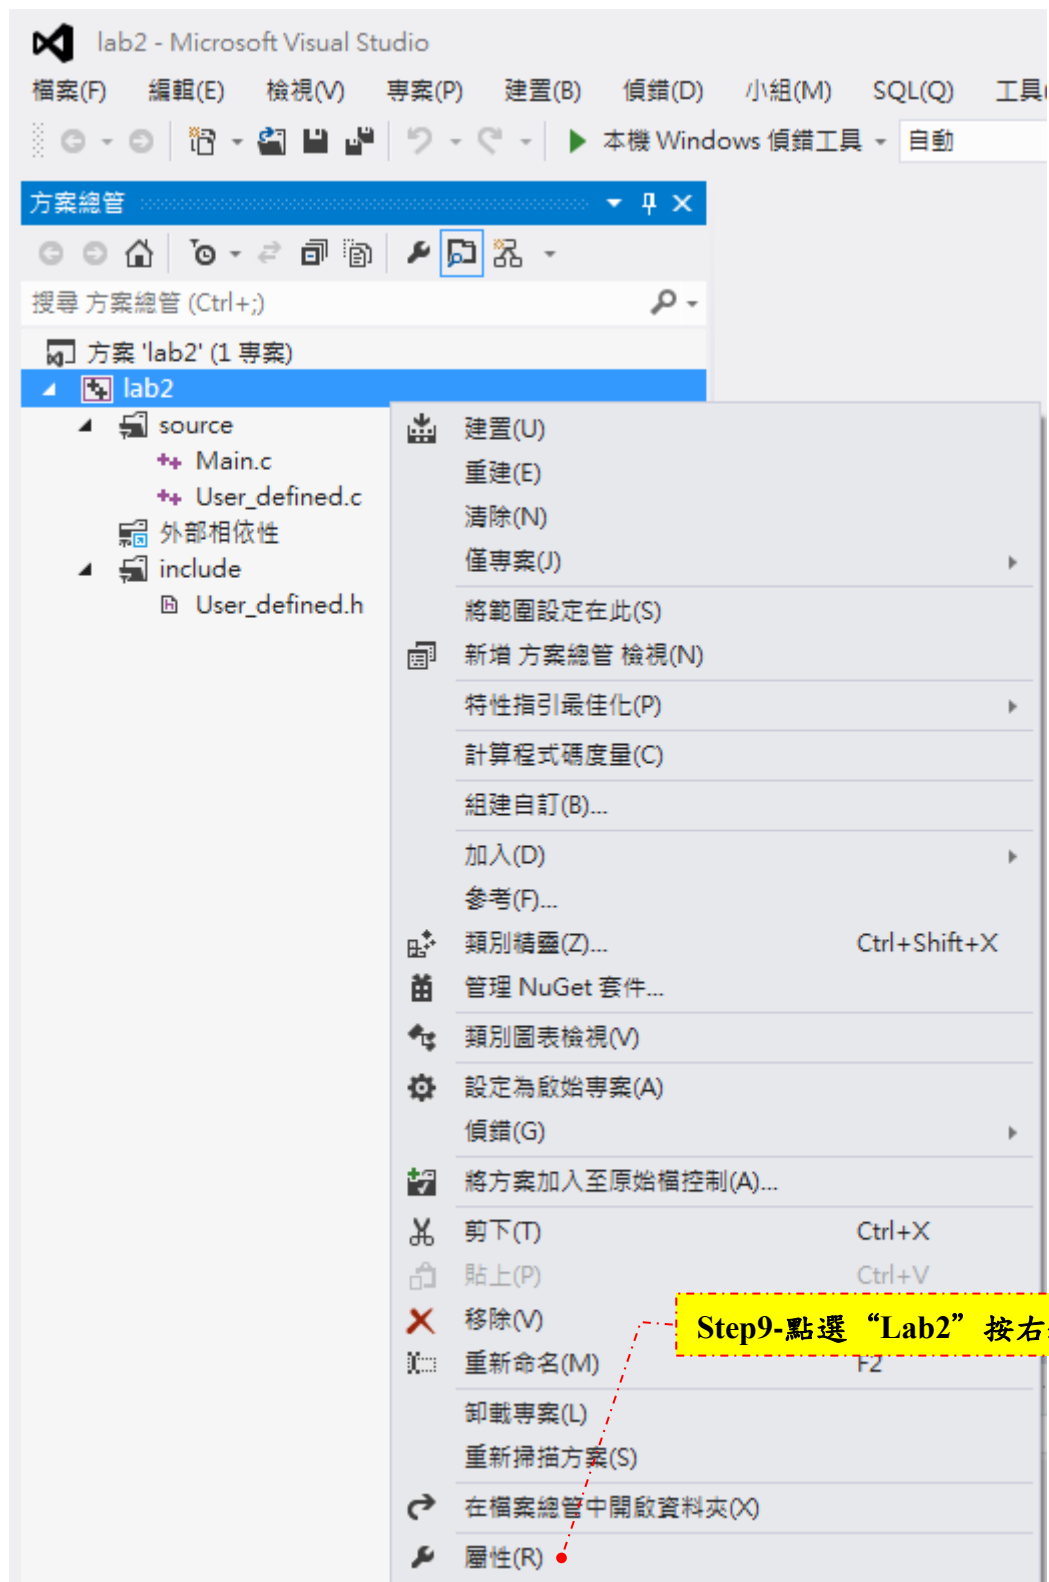 lab2 - Microsoft Visual Studio
檔案(F) 編輯(E) 檢視(V) 專案(P) 建置(B) 偵錯(D) 小組(M) SQL(Q) 工具
本機 Windows 偵錯工具 自動
方案總管
搜尋 方案總管 (Ctrl+;)
方案 'lab2' (1 專案)
lab2
source
Main.c
User_defined.c
外部相依性
include
User_defined.h
建置(U)
重建(E)
清除(N)
僅專案(J)
將範圍設定在此(S)
新增 方案總管 檢視(N)
特性指引最佳化(P)
計算程式碼度量(C)
組建自訂(B)...
加入(D)
參考(F)...
類別精靈(Z)... Ctrl+Shift+X
管理 NuGet 套件...
類別圖表檢視(V)
設定為啟始專案(A)
偵錯(G)
將方案加入至原始檔控制(A)...
剪下(T) Ctrl+X
貼上(P) Ctrl+V
移除(V)
Step9-點選“Lab2”按右
重新命名(M) F2
卸載專案(L)
重新掃描方案(S)
在檔案總管中開啟資料夾(X)
屬性(R)